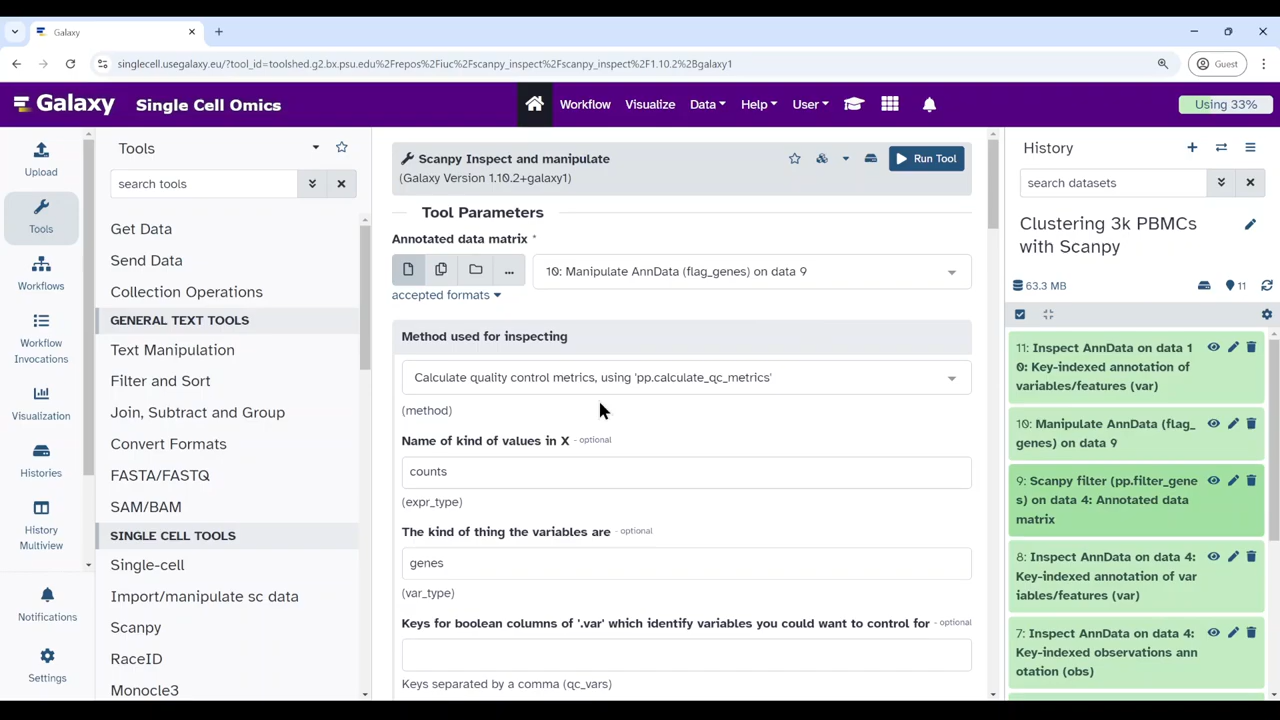 Galaxy
singlecell.usegalaxy.eu/?tool_id=toolshed.g2.bx.psu.edu%2Frepos%2Fiuc%2Fscanpy_inspect%2Fscanpy_inspect%2F1.10.2%2Bgalaxy1
Guest
Galaxy Single Cell Omics
Workflow Visualize Data Help User
Using 33%
Upload
Tools
Workflows
Workflow
Invocations
Visualization
Histories
History
Multiview
Notifications
Settings
Tools
search tools
Get Data
Send Data
Collection Operations
GENERAL TEXT TOOLS
Text Manipulation
Filter and Sort
Join, Subtract and Group
Convert Formats
FASTA/FASTQ
SAM/BAM
SINGLE CELL TOOLS
Single-cell
Import/manipulate sc data
Scanpy
RaceID
Monocle3
Scanpy Inspect and manipulate
(Galaxy Version 1.10.2+galaxy1)
Run Tool
Tool Parameters
Annotated data matrix *
10: Manipulate AnnData (flag_genes) on data 9
accepted formats
Method used for inspecting
Calculate quality control metrics, using 'pp.calculate_qc_metrics'
(method)
Name of kind of values in X - optional
counts
(expr_type)
The kind of thing the variables are - optional
genes
(var_type)
Keys for boolean columns of '.var' which identify variables you could want to control for - optional
Keys separated by a comma (qc_vars)
History
search datasets
Clustering 3k PBMCs
with Scanpy
63.3 MB
11
11: Inspect AnnData on data 1
0: Key-indexed annotation of
variables/features (var)
10: Manipulate AnnData (flag_
genes) on data 9
9: Scanpy filter (pp.filter_gene
s) on data 4: Annotated data
matrix
8: Inspect AnnData on data 4:
Key-indexed annotation of var
iables/features (var)
7: Inspect AnnData on data 4:
Key-indexed observations ann
otation (obs)